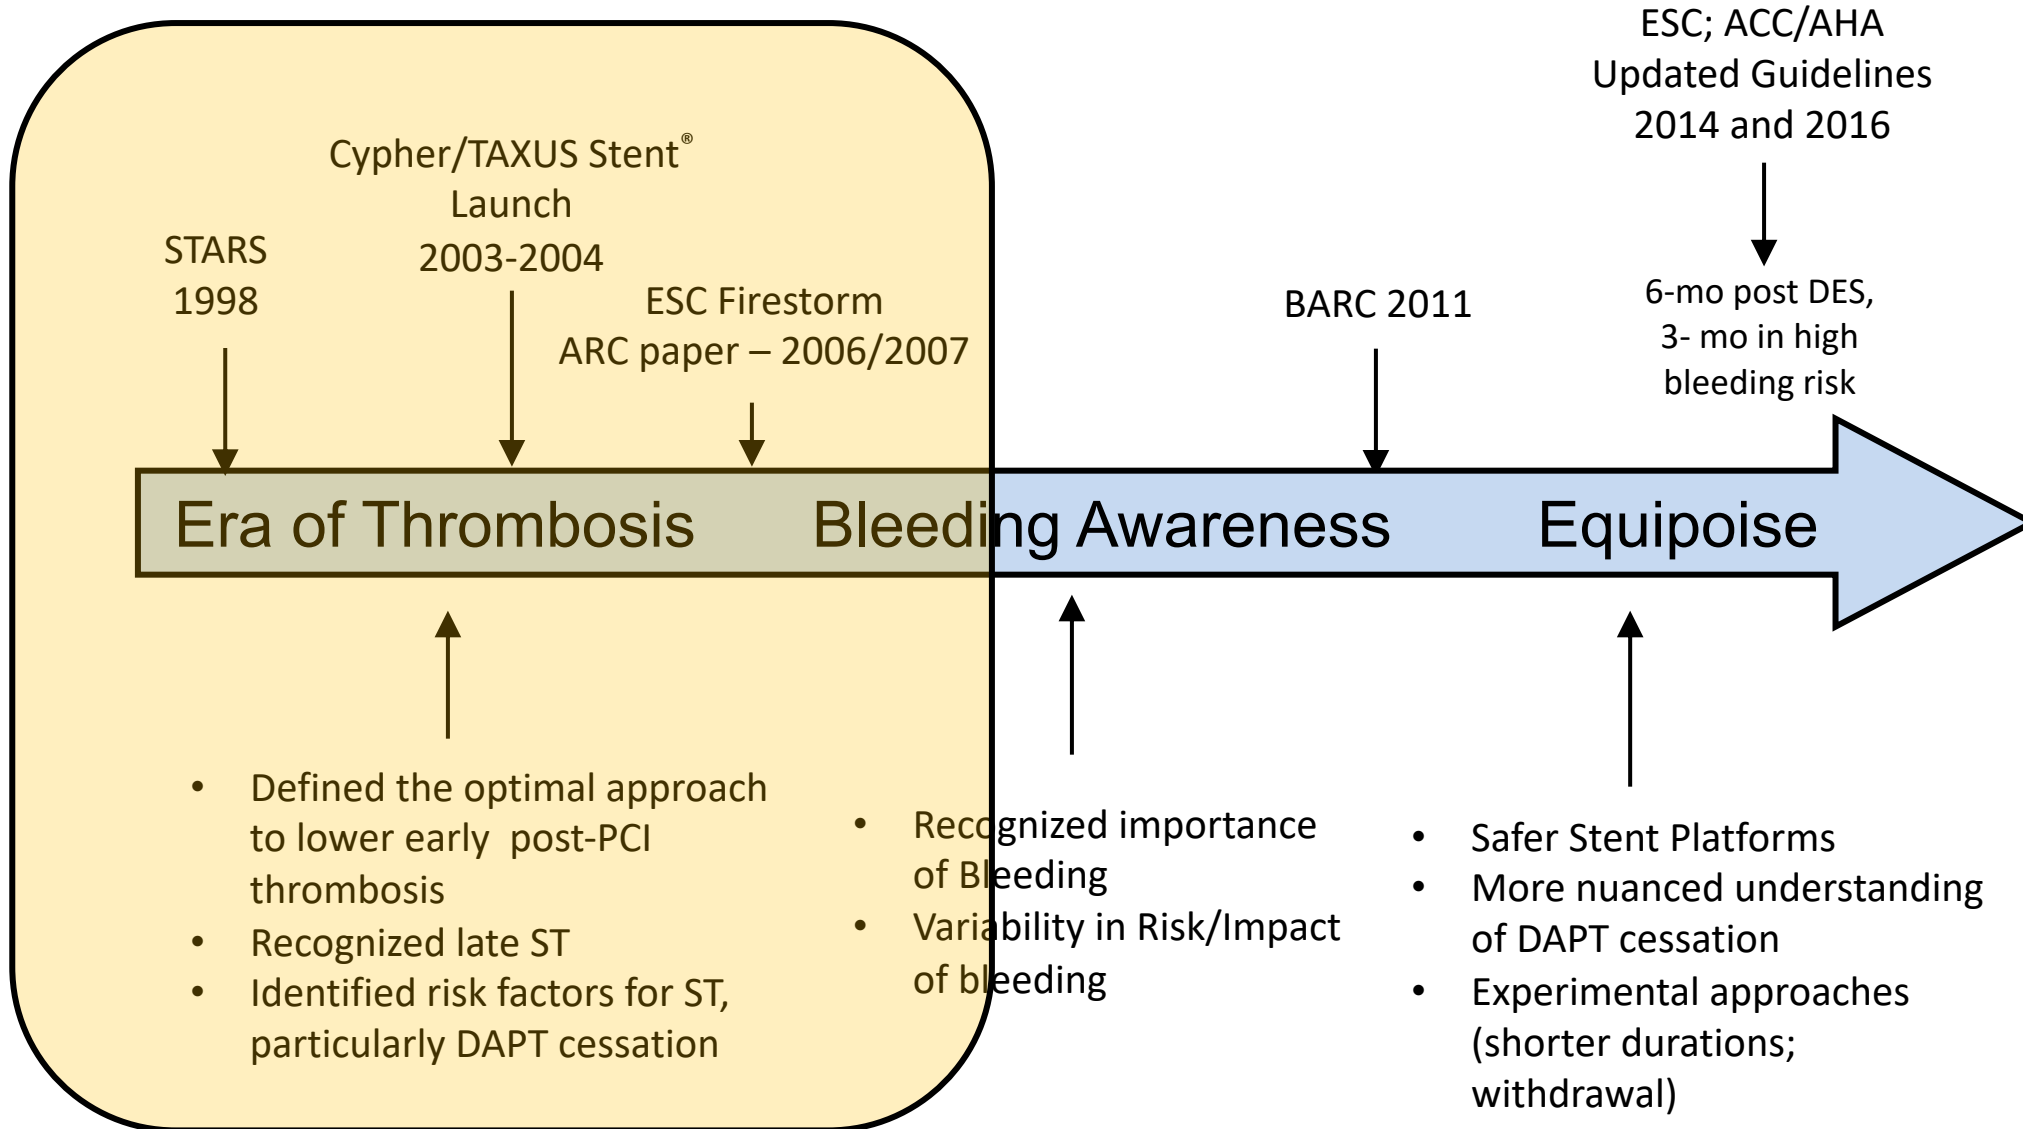 ESC; ACC/AHA
Updated Guidelines
2014 and 2016
Cypher/TAXUS Stent®
Launch
2003-2004
STARS
1998
ESC Firestorm
ARC paper – 2006/2007
BARC 2011
6-mo post DES,
3- mo in high
bleeding risk
Era of Thrombosis
Bleeding Awareness
Equipoise
• Defined the optimal approach
to lower early  post-PCI
thrombosis
• Recognized late ST
• Identified risk factors for ST,
particularly DAPT cessation
• Recognized importance
of Bleeding
• Variability in Risk/Impact
of bleeding
• Safer Stent Platforms
• More nuanced understanding
of DAPT cessation
• Experimental approaches
(shorter durations;
withdrawal)